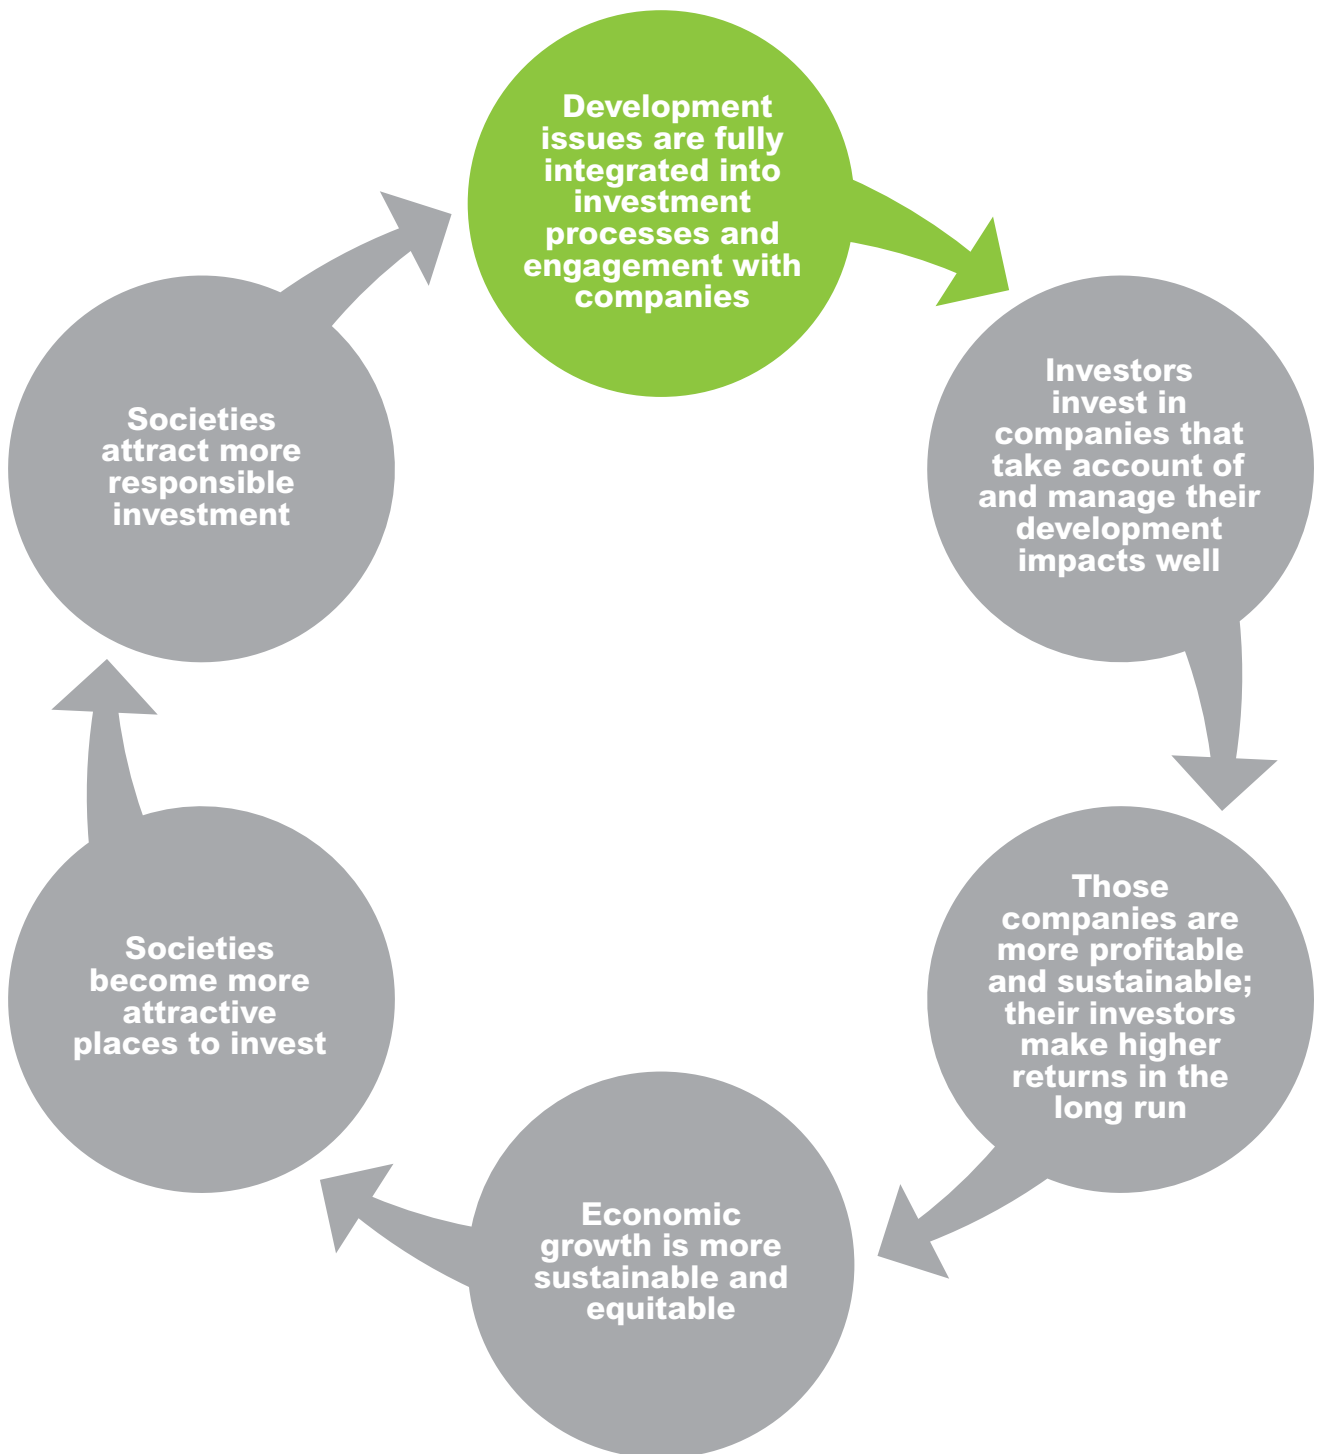 Development
issues are fully
integrated into
investment
processes and
engagement with
companies
Investors
invest in
companies that
take account of
and manage their
development
impacts well
Those
companies are
more profitable
and sustainable;
their investors
make higher
returns in the
long run
Economic
growth is more
sustainable and
equitable
Societies
become more
attractive
places to invest
Societies
attract more
responsible
investment